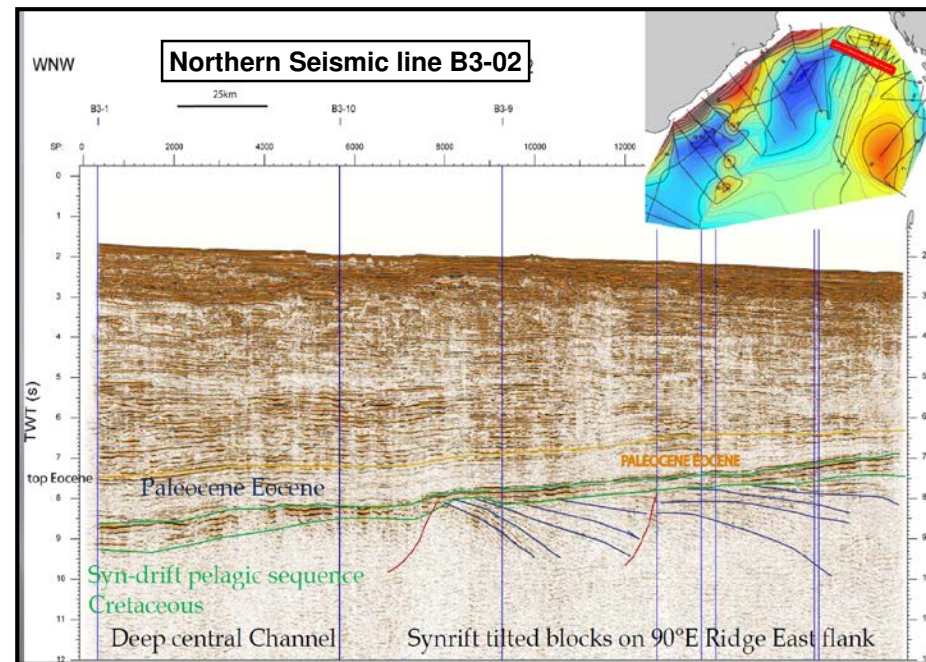 WNW
Northern Seismic line B3-02
25km
B3-1
B3-10
B3-9
SP:
0
2000
4000
6000
8000
10000
12000
0
1
2
3
4
5
6
7
8
9
10
11
12
TWT (s)
top Eocene
PALEOCENE EOCENE
Paleocene Eocene
Syn-drift pelagic sequence
Cretaceous
Deep central Channel
Synrift tilted blocks on 90°E Ridge East flank